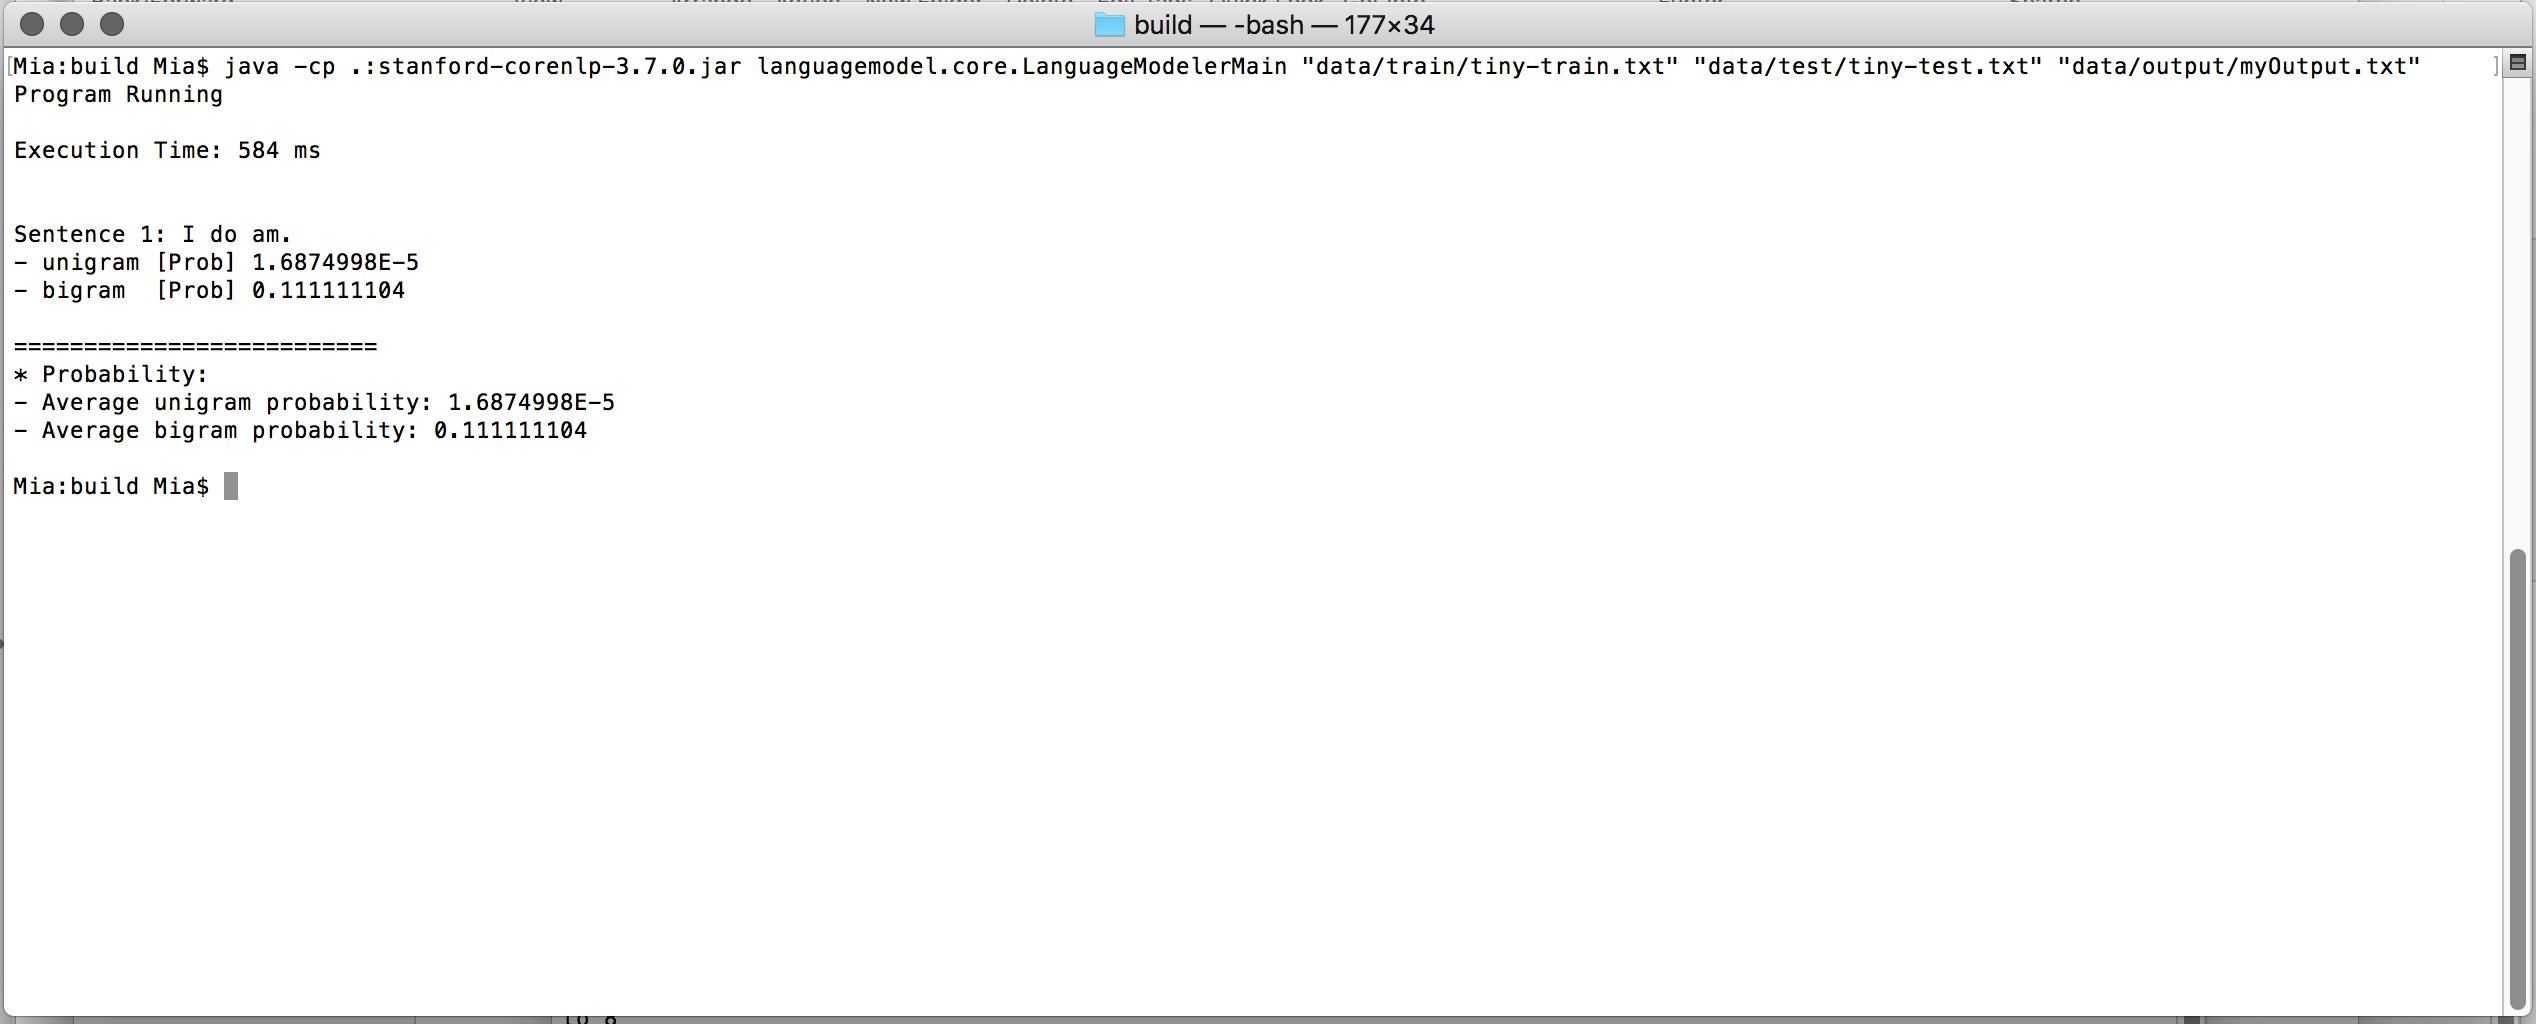 build — -bash — 177×34
Mia:build Mia$ java -cp .:stanford-corenlp-3.7.0.jar languagemodel.core.LanguageModelerMain "data/train/tiny-train.txt" "data/test/tiny-test.txt" "data/output/myOutput.txt"
Program Running
Execution Time: 584 ms
Sentence 1: I do am.
- unigram [Prob] 1.6874998E-5
- bigram  [Prob] 0.111111104
==========================
* Probability:
- Average unigram probability: 1.6874998E-5
- Average bigram probability: 0.111111104
Mia:build Mia$